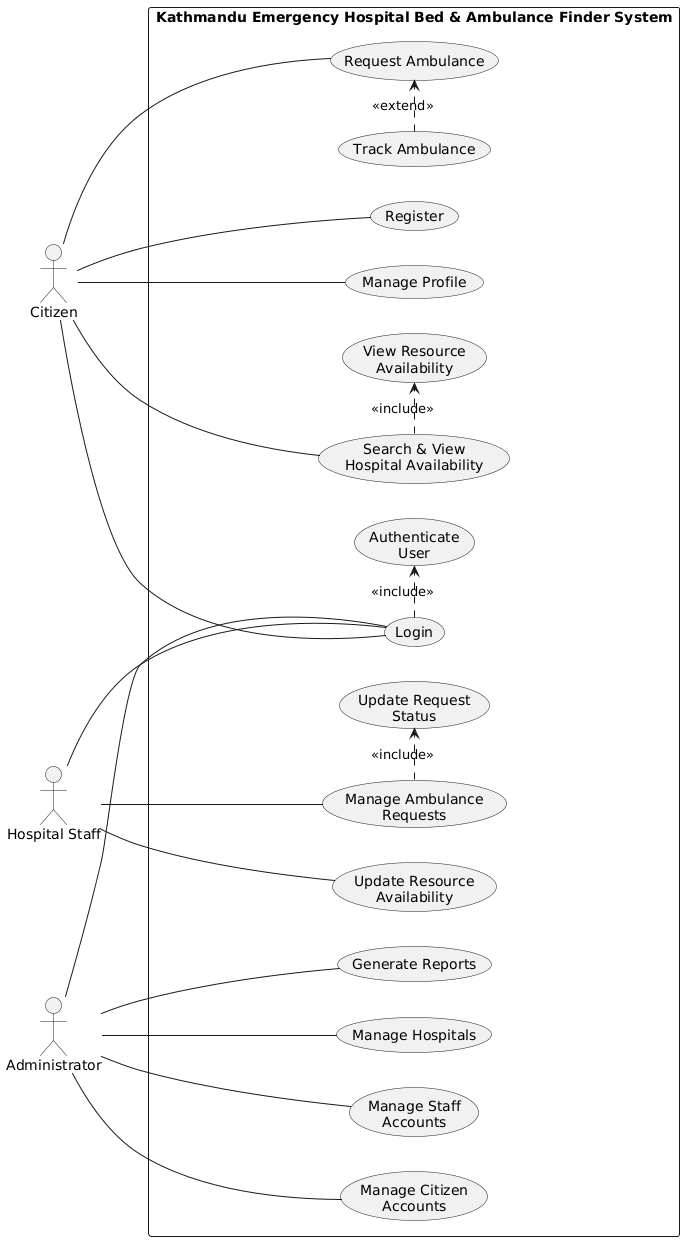 Kathmandu Emergency Hospital Bed & Ambulance Finder System
Request Ambulance
«extend»
Track Ambulance
Register
Citizen
Manage Profile
View Resource
Availability
«include»
Search & View
Hospital Availability
Authenticate
User
«include»
Login
Update Request
Status
«include»
Manage Ambulance
Requests
Hospital Staff
Update Resource
Availability
Generate Reports
Manage Hospitals
Administrator
Manage Staff
Accounts
Manage Citizen
Accounts